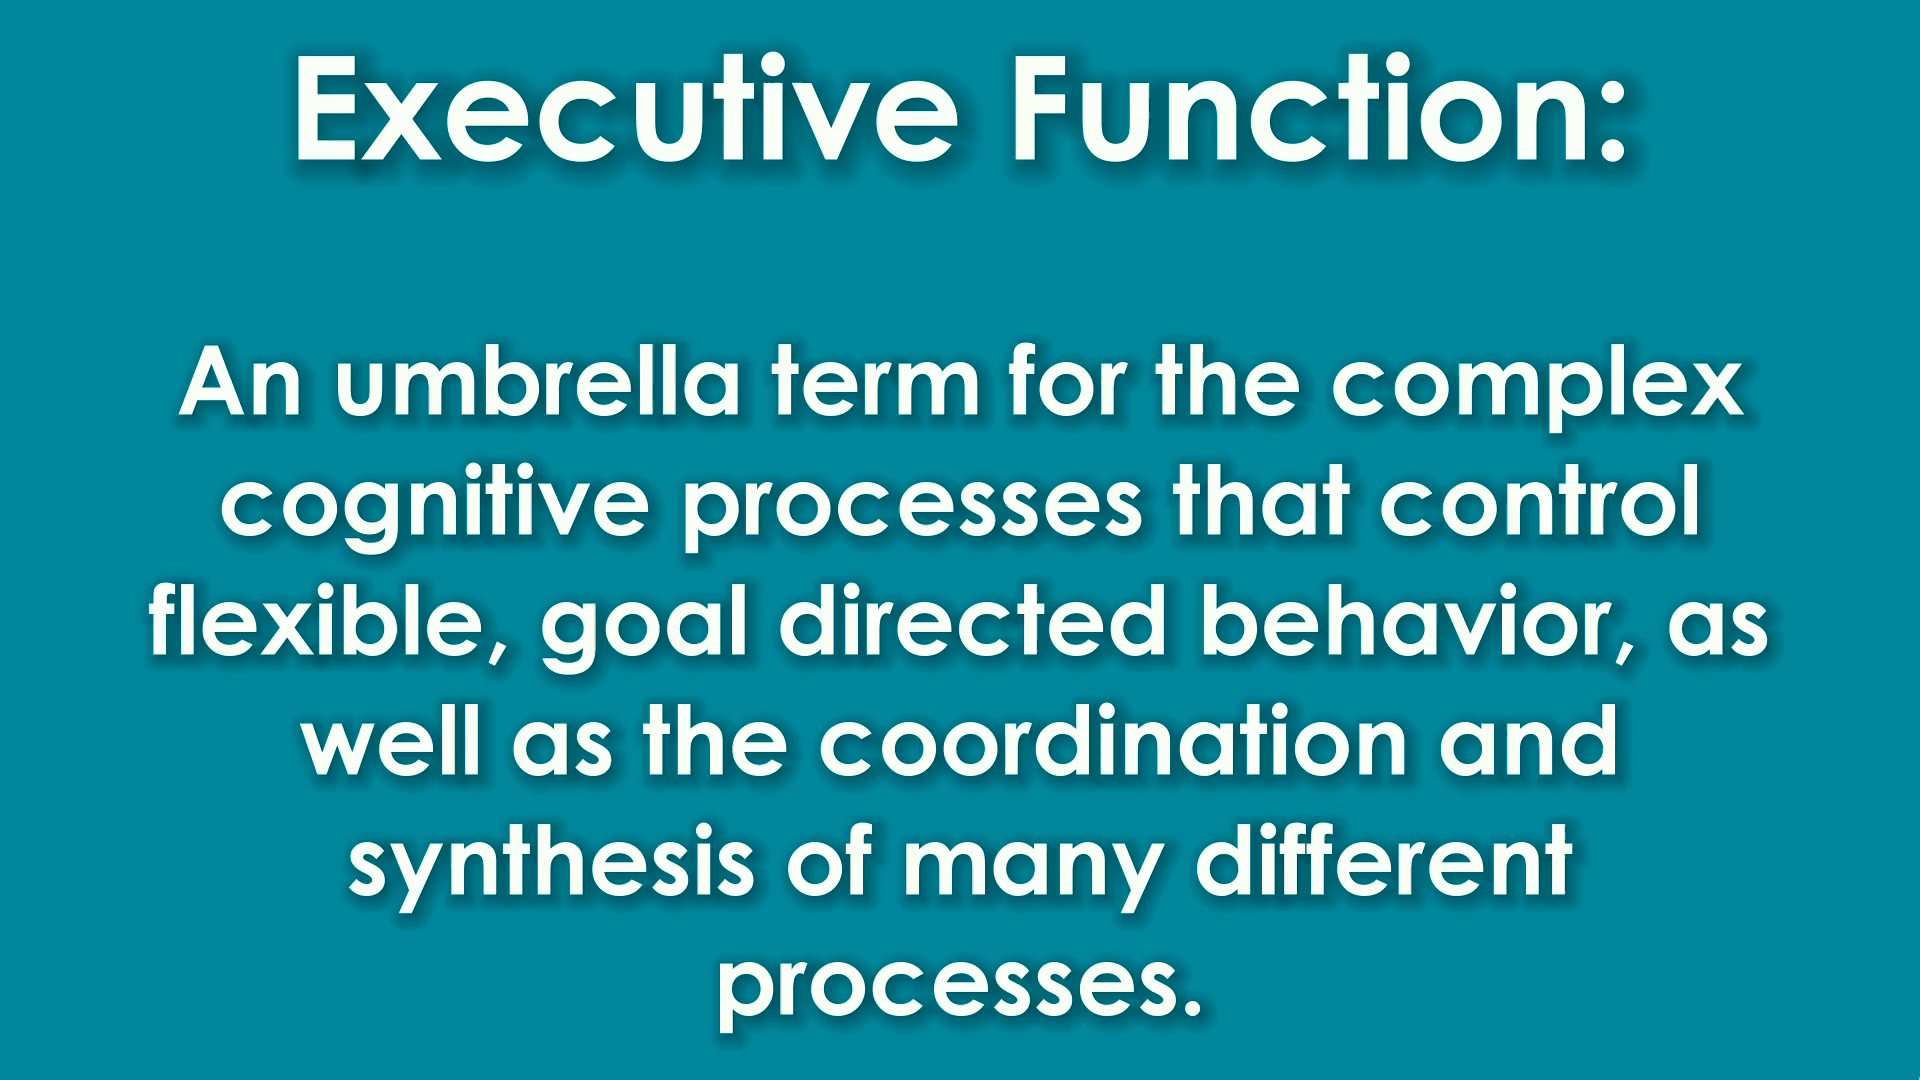 Executive Function:
An umbrella term for the complex
cognitive processes that control
flexible, goal directed behavior, as
well as the coordination and
synthesis of many different
processes.